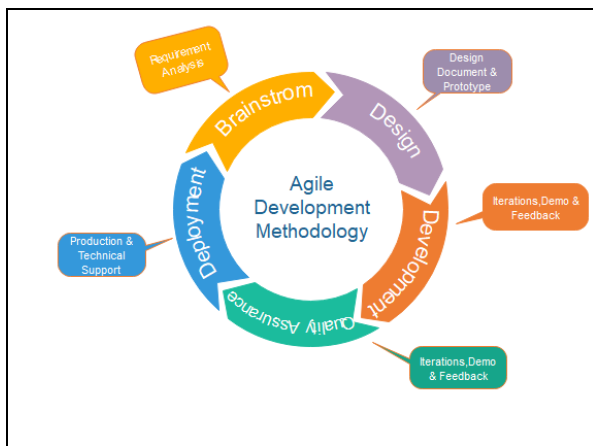 Requirement
Analysis
Brainstrom
Design
Document &
Prototype
Design
Agile
Development
Methodology
Iterations,Demo &
Feedback
Development
Production &
Technical
Support
Deployment
Quality Assurance
Iterations,Demo
& Feedback